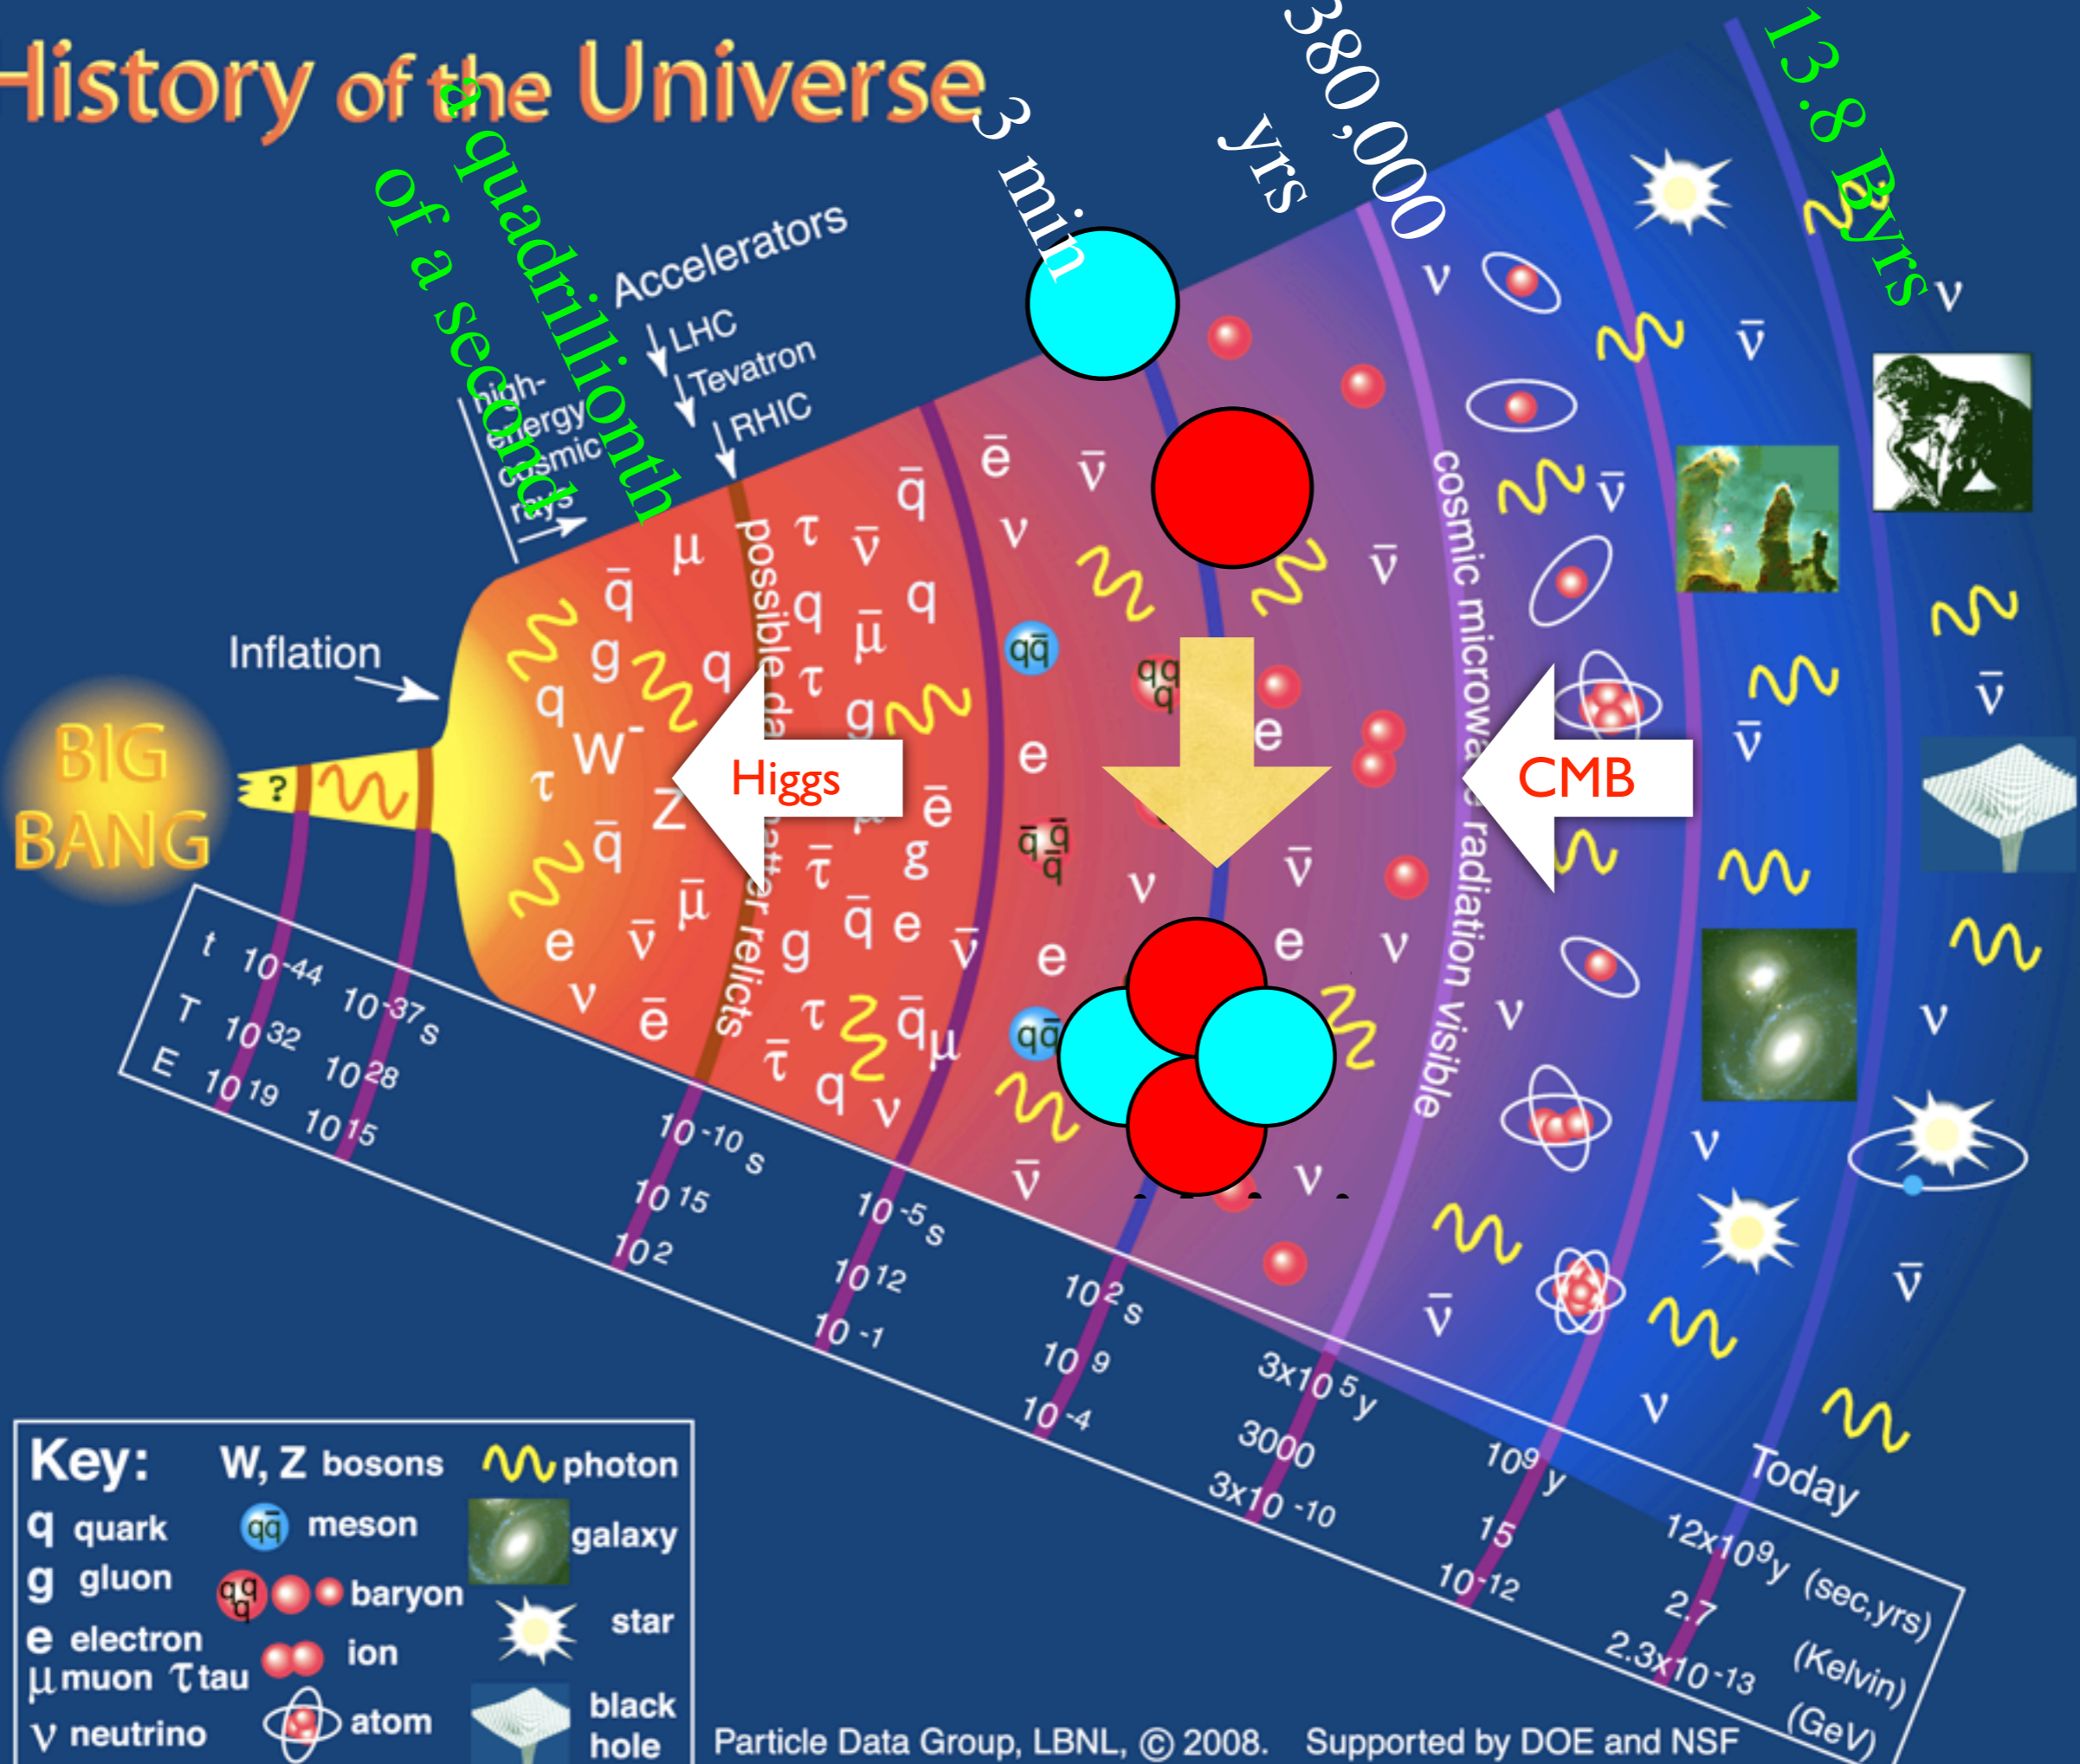 History of the Universe
a quadrillionth
of a second
3 min
380,000
yrs
13.8 Byrs
Accelerators
LHC
Tevatron
RHIC
high-
energy
cosmic
rays
Inflation
BIG
BANG
?
possible dark matter relicts
cosmic microwave radiation visible
Higgs
CMB
μ
τ
q̅
ν̅
q̅
g
q
q
q
μ̅
τ
q
W⁻
g
τ
Z
μ
e̅
q̅
τ̅
g
μ̅
q̅
e
e
ν̅
g
ν̅
ν
e̅
τ
q̅
μ
τ̅
q
ν
e̅
ν̅
ν
ν̅
qq̅
qq
q
e
e
q̅ q̅
q̅
ν
ν̅
e
e
ν
qq̅
ν̅
ν
ν
ν̅
ν̅
ν̅
ν
ν
ν̅
ν
ν
ν
ν̅
ν
ν̅
t 10⁻⁴⁴ 10⁻³⁷ s 10⁻¹⁰ s 10⁻⁵ s 10² s 3x10⁵ y 10⁹ y 12x10⁹ y (sec,yrs)
T 10³² 10²⁸ 10¹⁵ 10¹² 10⁹ 3000 15 2.7 (Kelvin)
E 10¹⁹ 10¹⁵ 10² 10⁻¹ 10⁻⁴ 3x10⁻¹⁰ 10⁻¹² 2.3x10⁻¹³ (GeV)
Today
Key:
q quark
g gluon
e electron
μ muon τ tau
ν neutrino
W, Z bosons
qq̅ meson
qq
q baryon
ion
atom
photon
galaxy
star
black
hole
Particle Data Group, LBNL, © 2008. Supported by DOE and NSF